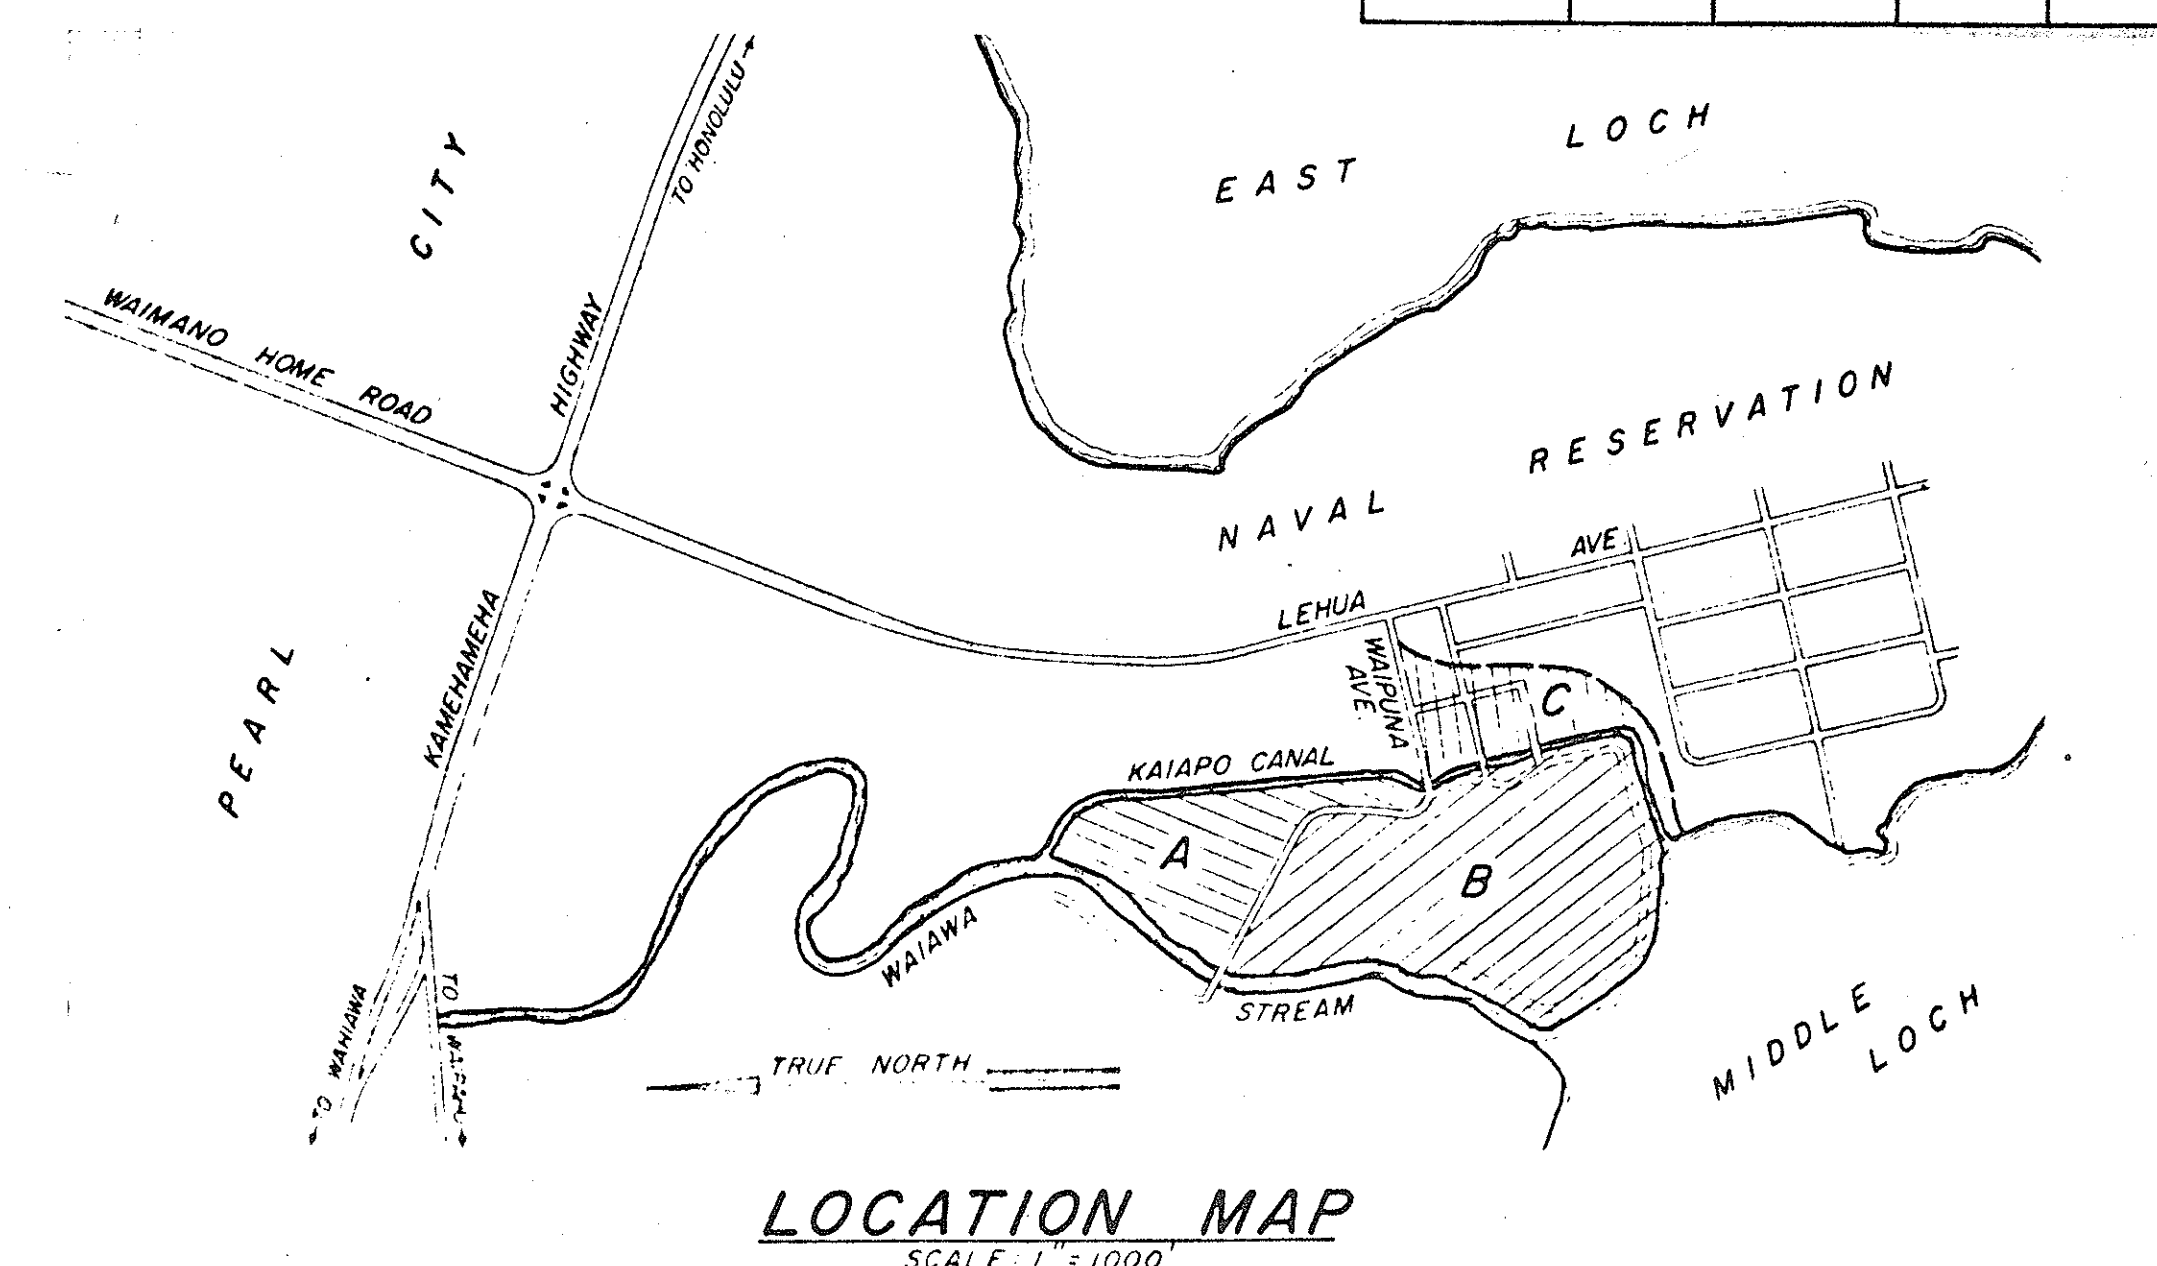 EAST LOCH
PEARL CITY
TO HONOLULU
WAIMANO HOME ROAD
KAMEHAMEHA HIGHWAY
NAVAL RESERVATION
LEHUA AVE.
WAIPUNA
AVE.
C
KAIAPO CANAL
A
B
WAIAWA STREAM
MIDDLE
LOCH
TO WAHIAWA
TO
TRUE NORTH
LOCATION MAP
SCALE: 1" = 1000'